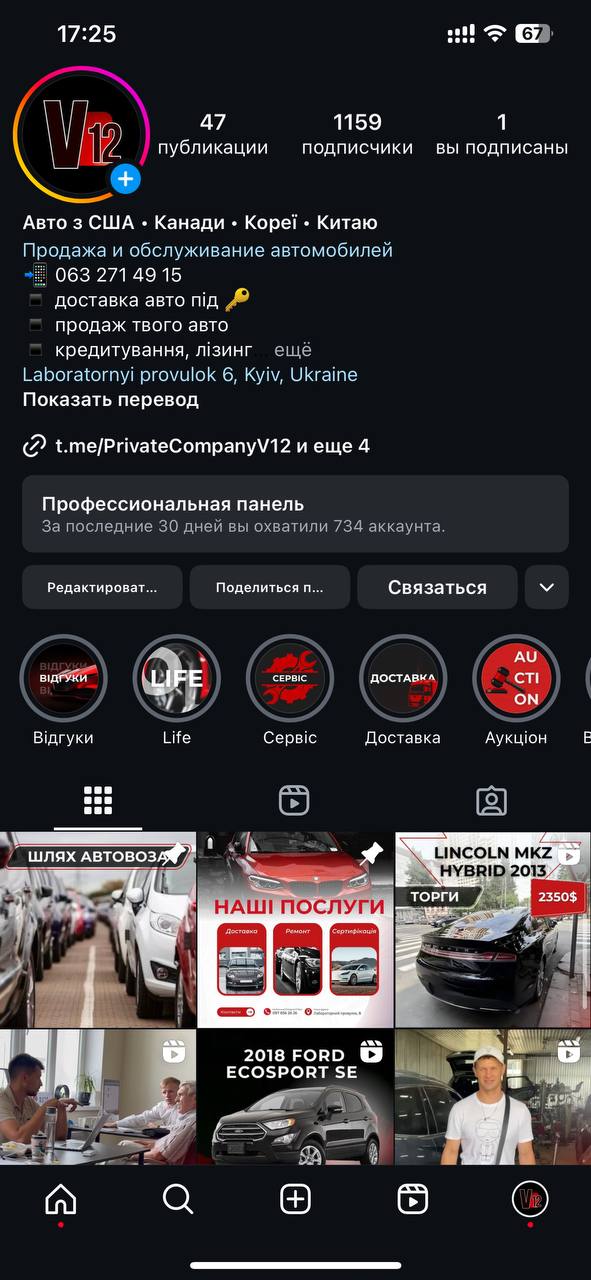 17:25
67
V12
47
1159
1
публикации
подписчики
вы подписаны
Авто з США • Канади • Кореї • Китаю
Продажа и обслуживание автомобилей
063 271 49 15
доставка авто під
продаж твого авто
кредитування, лізинг... ещё
Laboratornyi provulok 6, Kyiv, Ukraine
Показать перевод
t.me/PrivateCompanyV12 и еще 4
Профессиональная панель
За последние 30 дней вы охватили 734 аккаунта.
Редактироват...
Поделиться п...
Связаться
ВІДГУКИ
ВІДГУКИ
LIFE
СЕРВІС
ДОСТАВКА
AU
CTI
ON
Відгуки
Life
Сервіс
Доставка
Аукціон
ШЛЯХ АВТОВОЗА
НАШІ ПОСЛУГИ
Доставка
Ремонт
Сертифікація
LINCOLN MKZ
HYBRID 2013
ТОРГИ
2350$
2018 FORD
ECOSPORT SE
V12